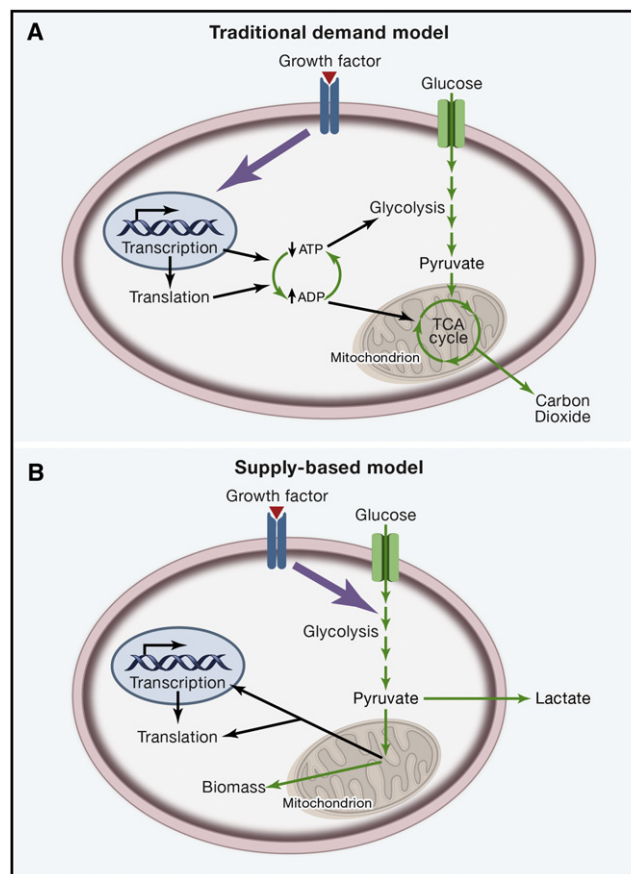 A
Traditional demand model
Growth factor
Glucose
Glycolysis
Transcription
ATP
Translation
ADP
Pyruvate
TCA
cycle
Mitochondrion
Carbon
Dioxide
B
Supply-based model
Growth factor
Glucose
Glycolysis
Transcription
Pyruvate
Lactate
Translation
Biomass
Mitochondrion